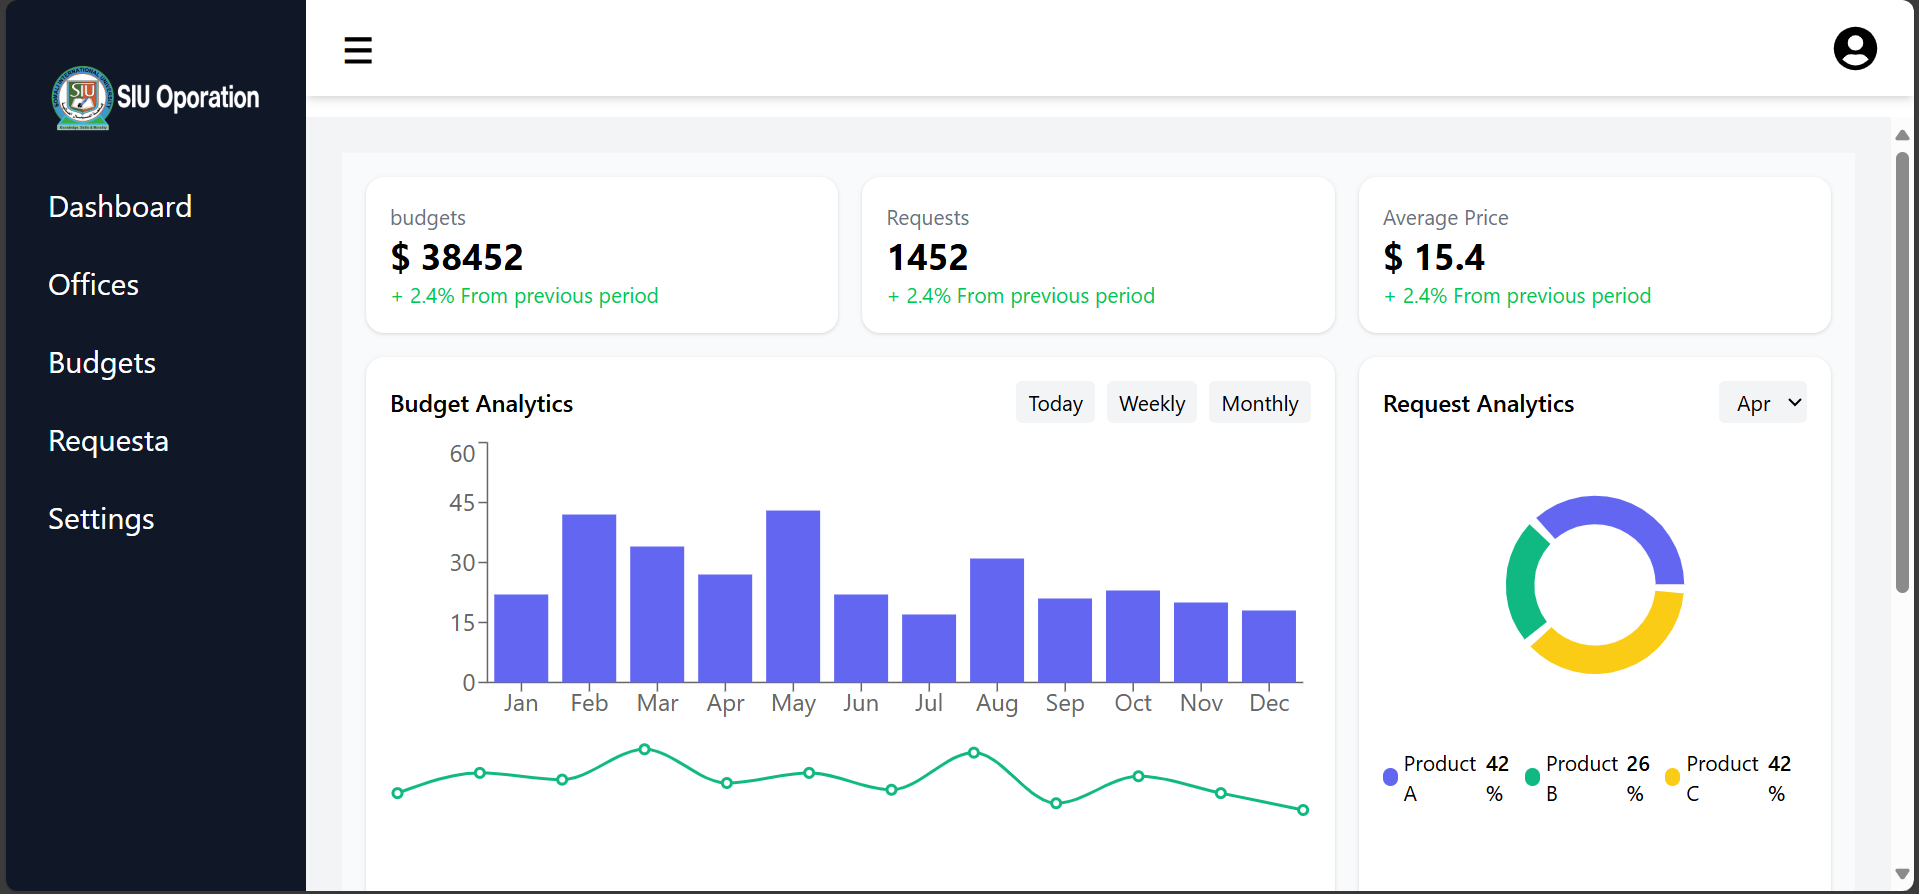 SIU
SIU Oporation
Dashboard
Offices
Budgets
Requesta
Settings
budgets
$ 38452
+ 2.4% From previous period
Requests
1452
+ 2.4% From previous period
Average Price
$ 15.4
+ 2.4% From previous period
Budget Analytics
Today
Weekly
Monthly
60
45
30
15
0
Jan Feb Mar Apr May Jun Jul Aug Sep Oct Nov Dec
Request Analytics
Apr
Product A 42 %
Product B 26 %
Product C 42 %